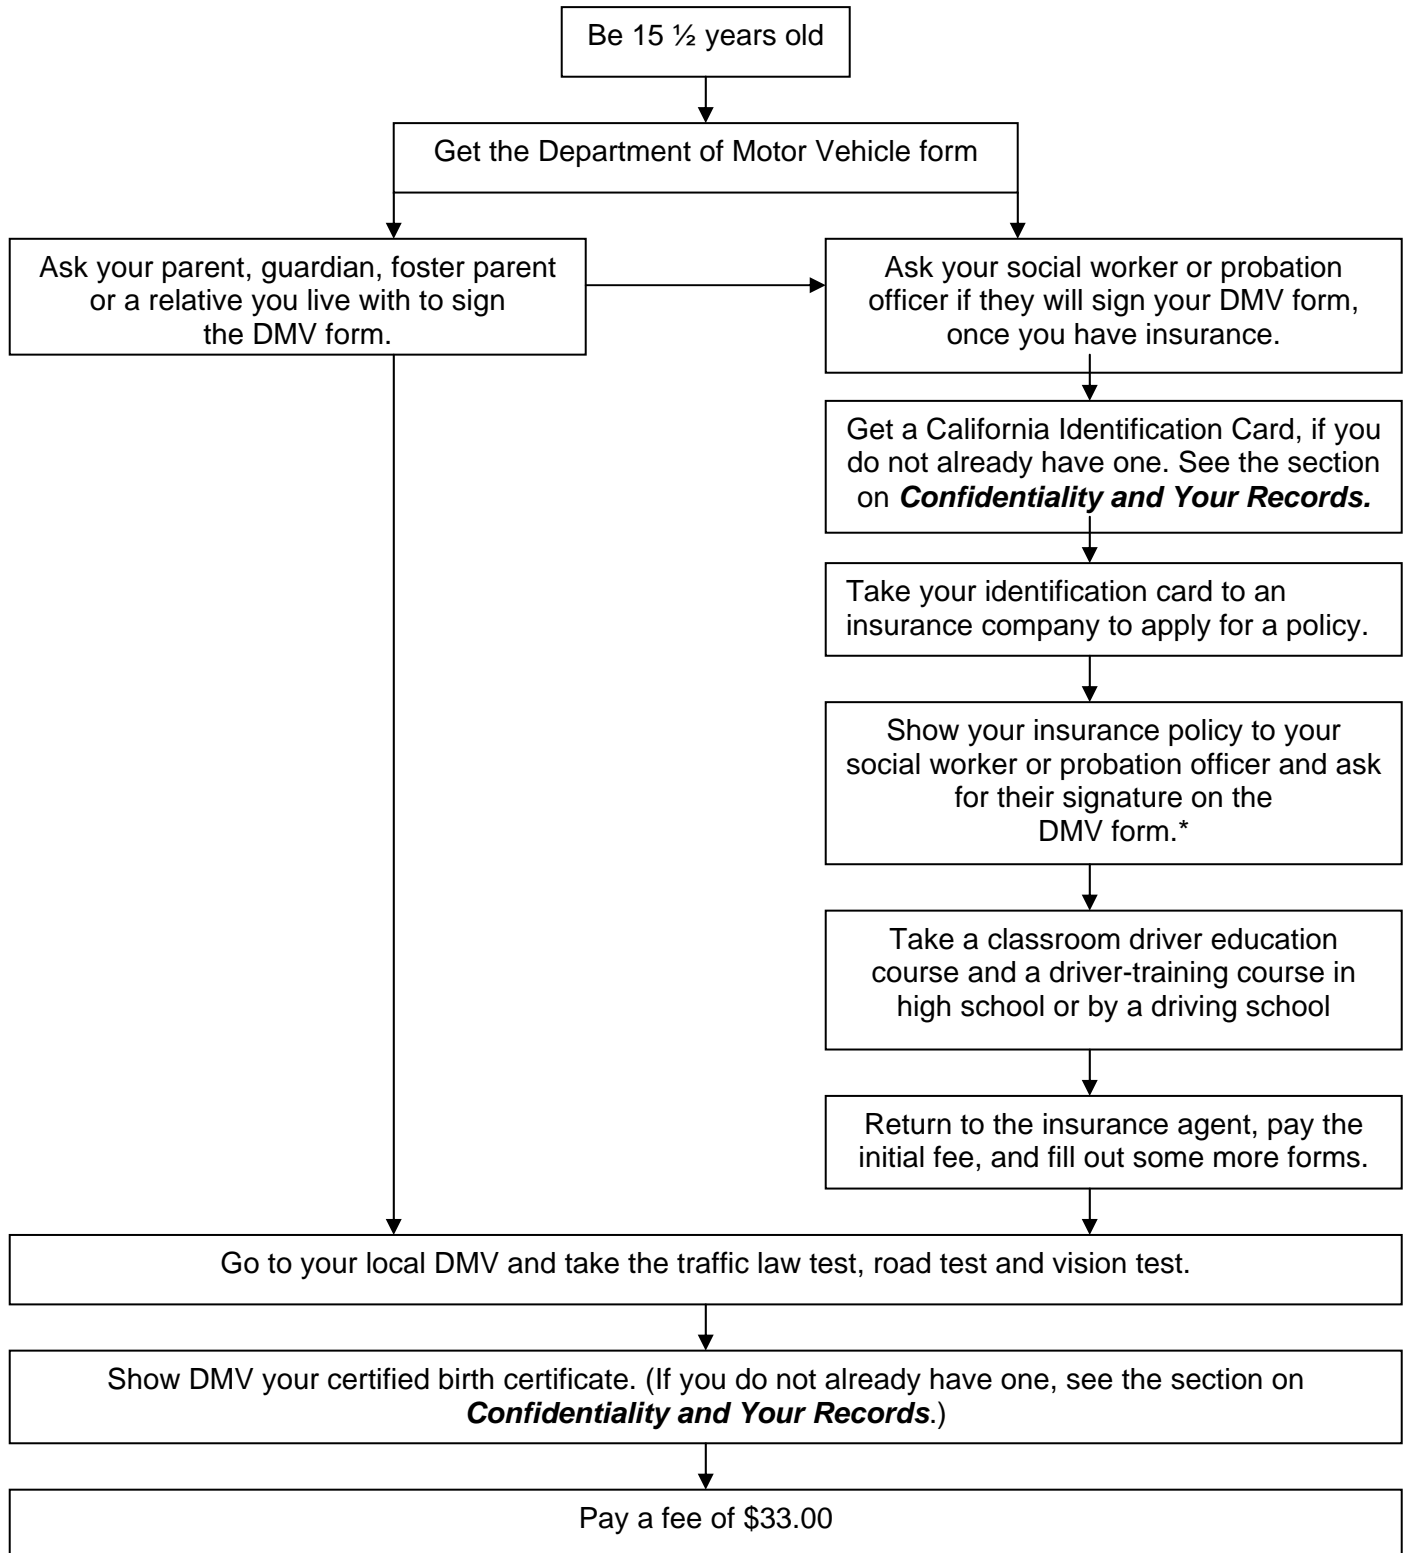 Be 15 ½ years old
Get the Department of Motor Vehicle form
Ask your parent, guardian, foster parent
or a relative you live with to sign
the DMV form.
Ask your social worker or probation
officer if they will sign your DMV form,
once you have insurance.
Get a California Identification Card, if you
do not already have one. See the section
on Confidentiality and Your Records.
Take your identification card to an
insurance company to apply for a policy.
Show your insurance policy to your
social worker or probation officer and ask
for their signature on the
DMV form.*
Take a classroom driver education
course and a driver-training course in
high school or by a driving school
Return to the insurance agent, pay the
initial fee, and fill out some more forms.
Go to your local DMV and take the traffic law test, road test and vision test.
Show DMV your certified birth certificate. (If you do not already have one, see the section on
Confidentiality and Your Records.)
Pay a fee of $33.00